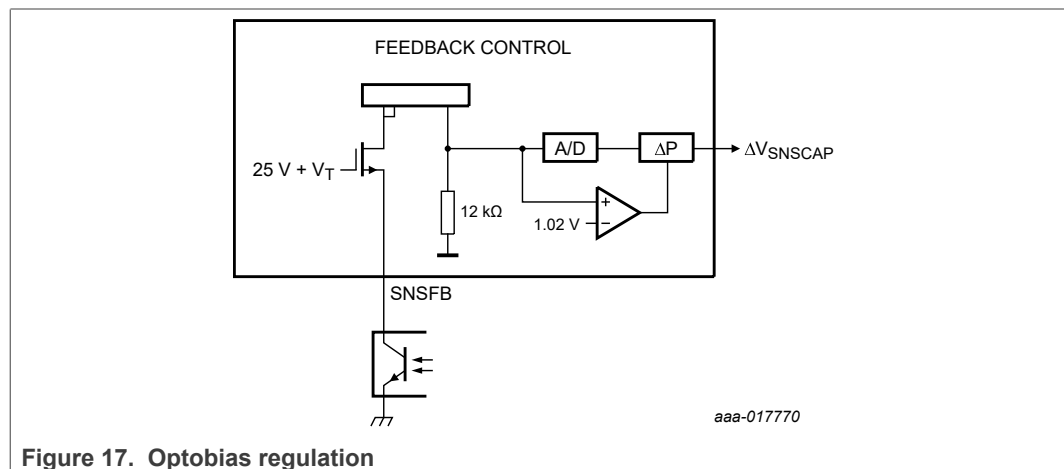 FEEDBACK CONTROL
25 V + VT
A/D
ΔP
ΔVSNSCAP
12 kΩ
+
1.02 V
−
SNSFB
aaa-017770
Figure 17. Optobias regulation